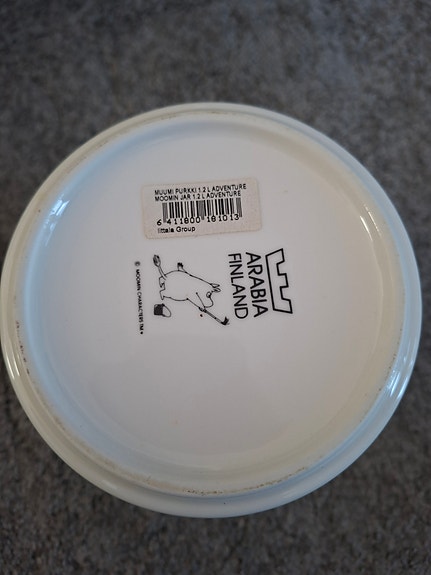 MUUMI PURKKI 1.2 L ADVENTURE
MOOMIN JAR 1.2 L ADVENTURE
6 411800 181013
Iittala Group
ARABIA
FINLAND
© MOOMIN CHARACTERS TM